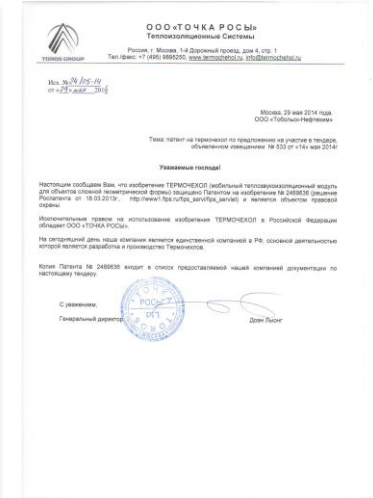 ООО «ТОЧКА РОСЫ»
Теплоизоляционные Системы
TOROS GROUP
Россия, г. Москва, 1-й Дорожный проезд, дом 4, стр. 1
Тел./факс: +7 (495) 9895250, www.termochehol.ru, info@termochehol.ru
Исх. № 24/05-14
от «29» мая 2014
Москва, 29 мая 2014 года.
ООО «Тобольск-Нефтехим»
Тема: патент на термочехол по предложению на участие в тендере,
объявленном извещением № 533 от «14» мая 2014г
Уважаемые господа!
Настоящим сообщаем Вам, что изобретение ТЕРМОЧЕХОЛ (мобильный теплозвукоизоляционный модуль
для объектов сложной геометрической формы) защищено Патентом на изобретение № 2489636 (решение
Роспатента от 18.03.2013г., http://www1.fips.ru/fips_servl/fips_servlet) и является объектом правовой
охраны.
Исключительным правом на использование изобретения ТЕРМОЧЕХОЛ в Российской Федерации
обладает ООО «ТОЧКА РОСЫ».
На сегодняшний день наша компания является единственной компанией в РФ, основной деятельностью
которой является разработка и производство Термочехлов.
Копия Патента № 2489636 входит в список предоставляемой нашей компанией документации по
настоящему тендеру.
С уважением,
Генеральный директор
Доан Лыонг
ТОЧКА
РОСЫ
TOROS
МОСКВА